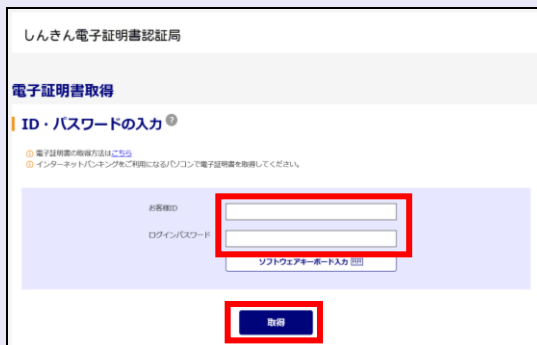 しんきん電子証明書認証局
電子証明書取得
ID・パスワードの入力 ?
電子証明書の取得方法はこちら
インターネットバンキングをご利用になるパソコンで電子証明書を取得してください。
お客様ID
ログインパスワード
ソフトウェアキーボード入力
取得